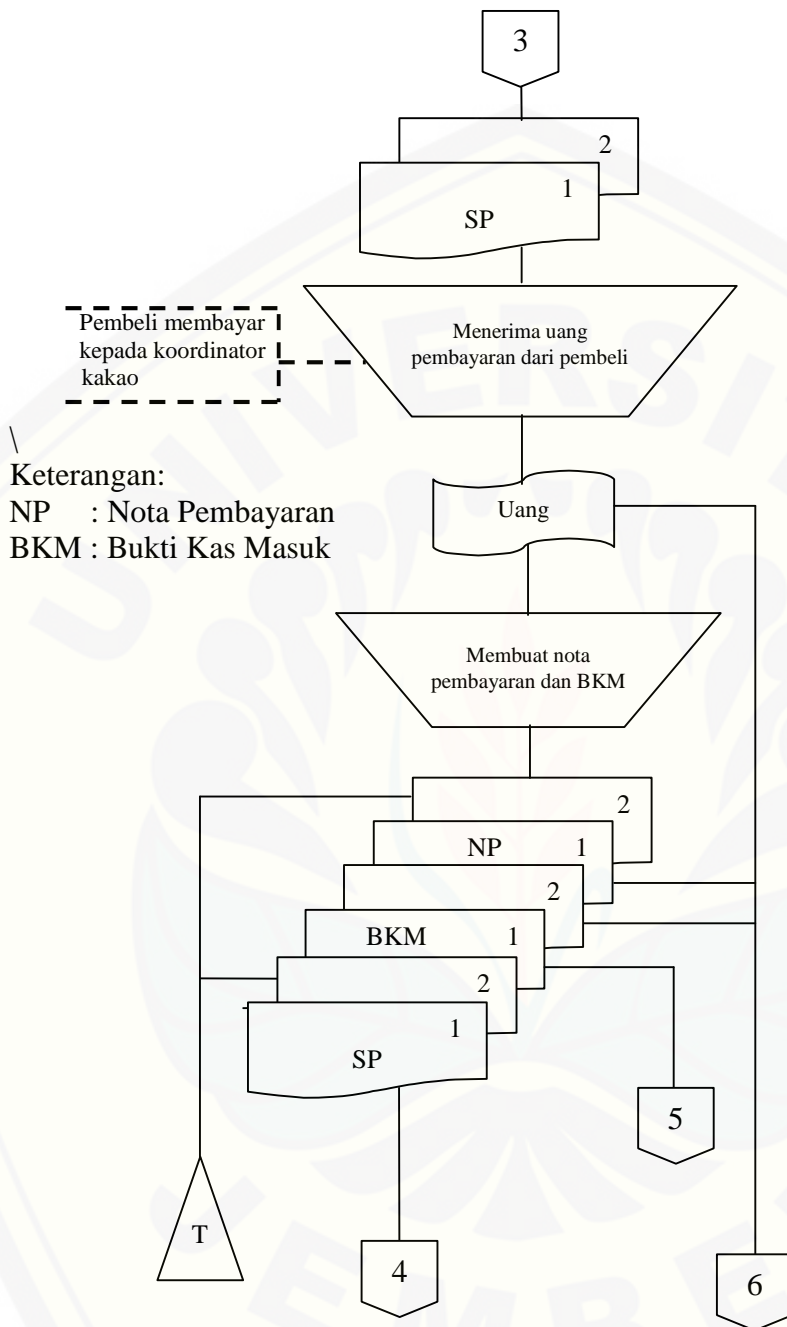 3
2
1
SP
Pembeli membayar
kepada koordinator
kakao
Menerima uang
pembayaran dari pembeli
\
Keterangan:
NP : Nota Pembayaran
BKM : Bukti Kas Masuk
Uang
Membuat nota
pembayaran dan BKM
2
NP 1
2
BKM 1
2
1
SP
5
T
4
6
UNIVERSI
JEMBE